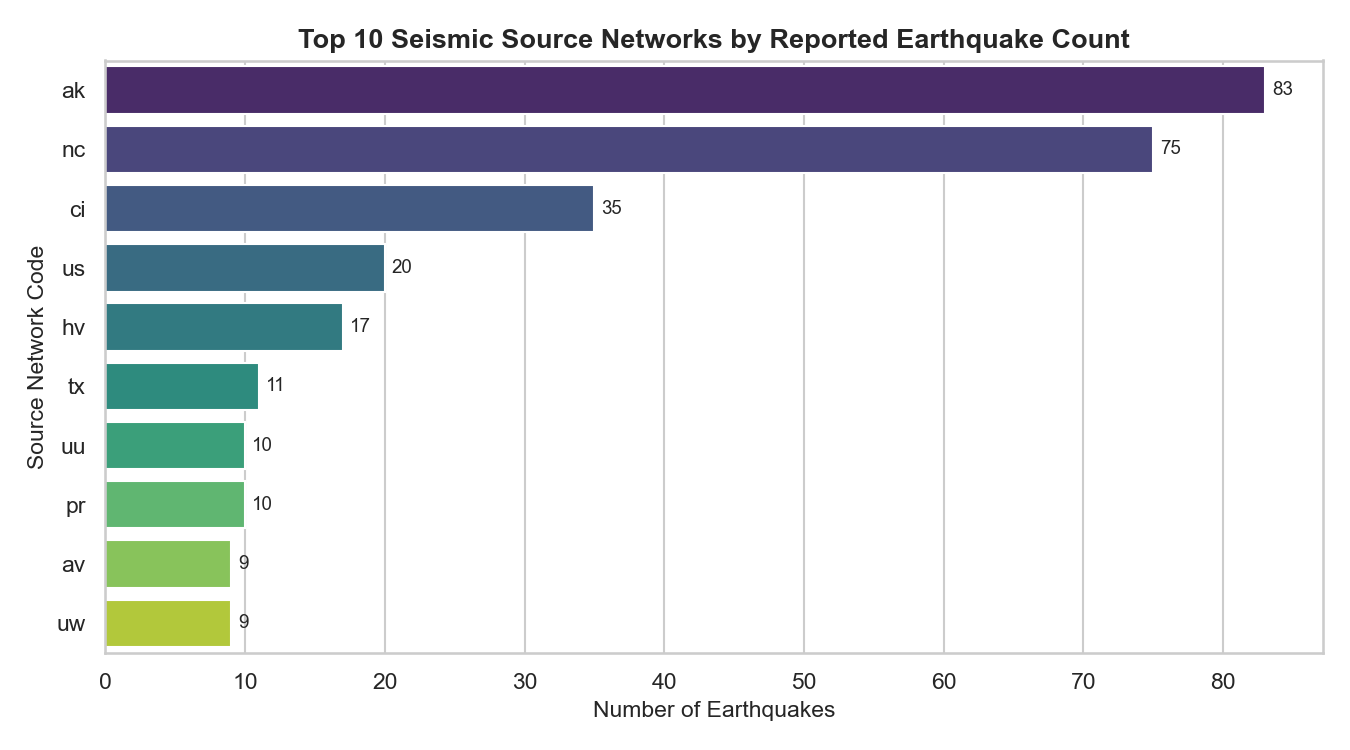 Top 10 Seismic Source Networks by Reported Earthquake Count
Source Network Code
ak 83
nc 75
ci 35
us 20
hv 17
tx 11
uu 10
pr 10
av 9
uw 9
0 10 20 30 40 50 60 70 80
Number of Earthquakes